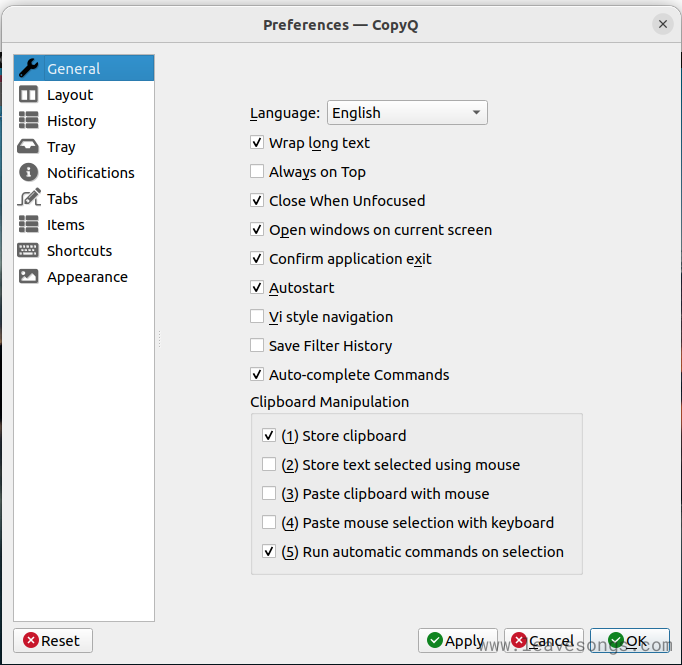 Preferences — CopyQ
General
Layout
History
Tray
Notifications
Tabs
Items
Shortcuts
Appearance
Language: English
Wrap long text
Always on Top
Close When Unfocused
Open windows on current screen
Confirm application exit
Autostart
Vi style navigation
Save Filter History
Auto-complete Commands
Clipboard Manipulation
(1) Store clipboard
(2) Store text selected using mouse
(3) Paste clipboard with mouse
(4) Paste mouse selection with keyboard
(5) Run automatic commands on selection
Reset Apply Cancel OK
www.leavesongs.com